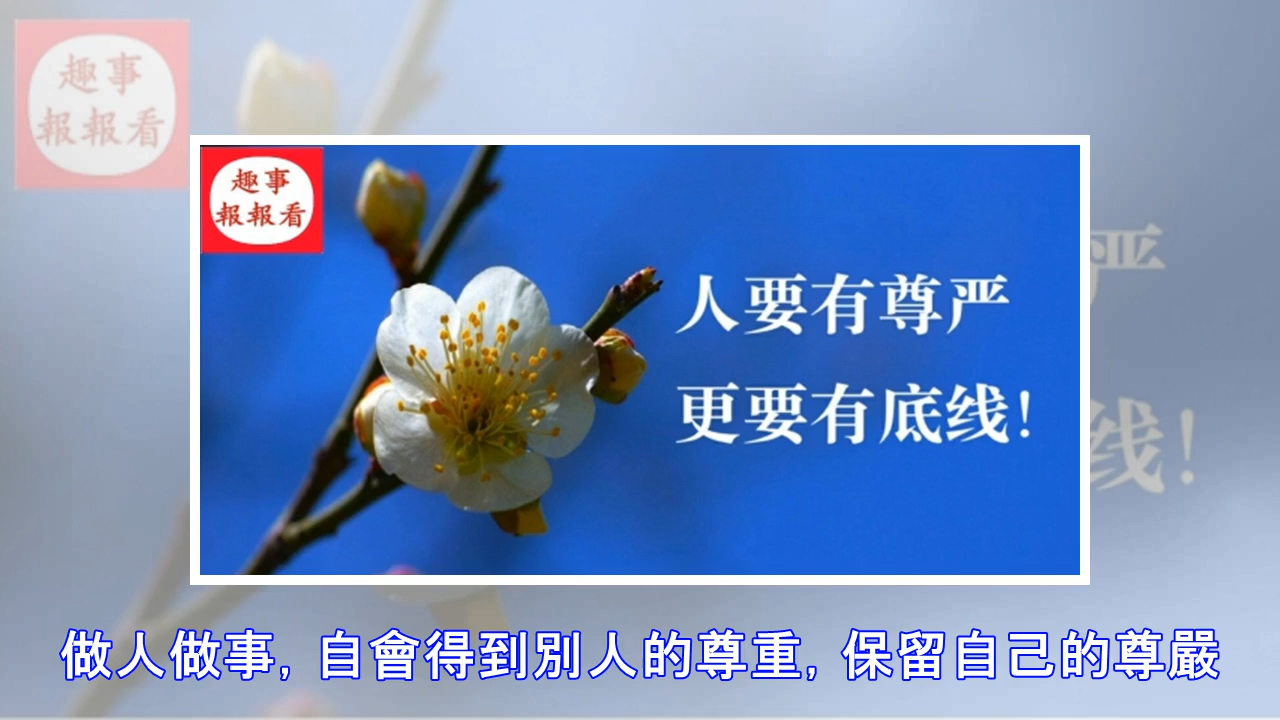 趣事
報報看
趣事
報報看
人要有尊严
更要有底线!
严
线!
做人做事, 自會得到別人的尊重, 保留自己的尊嚴